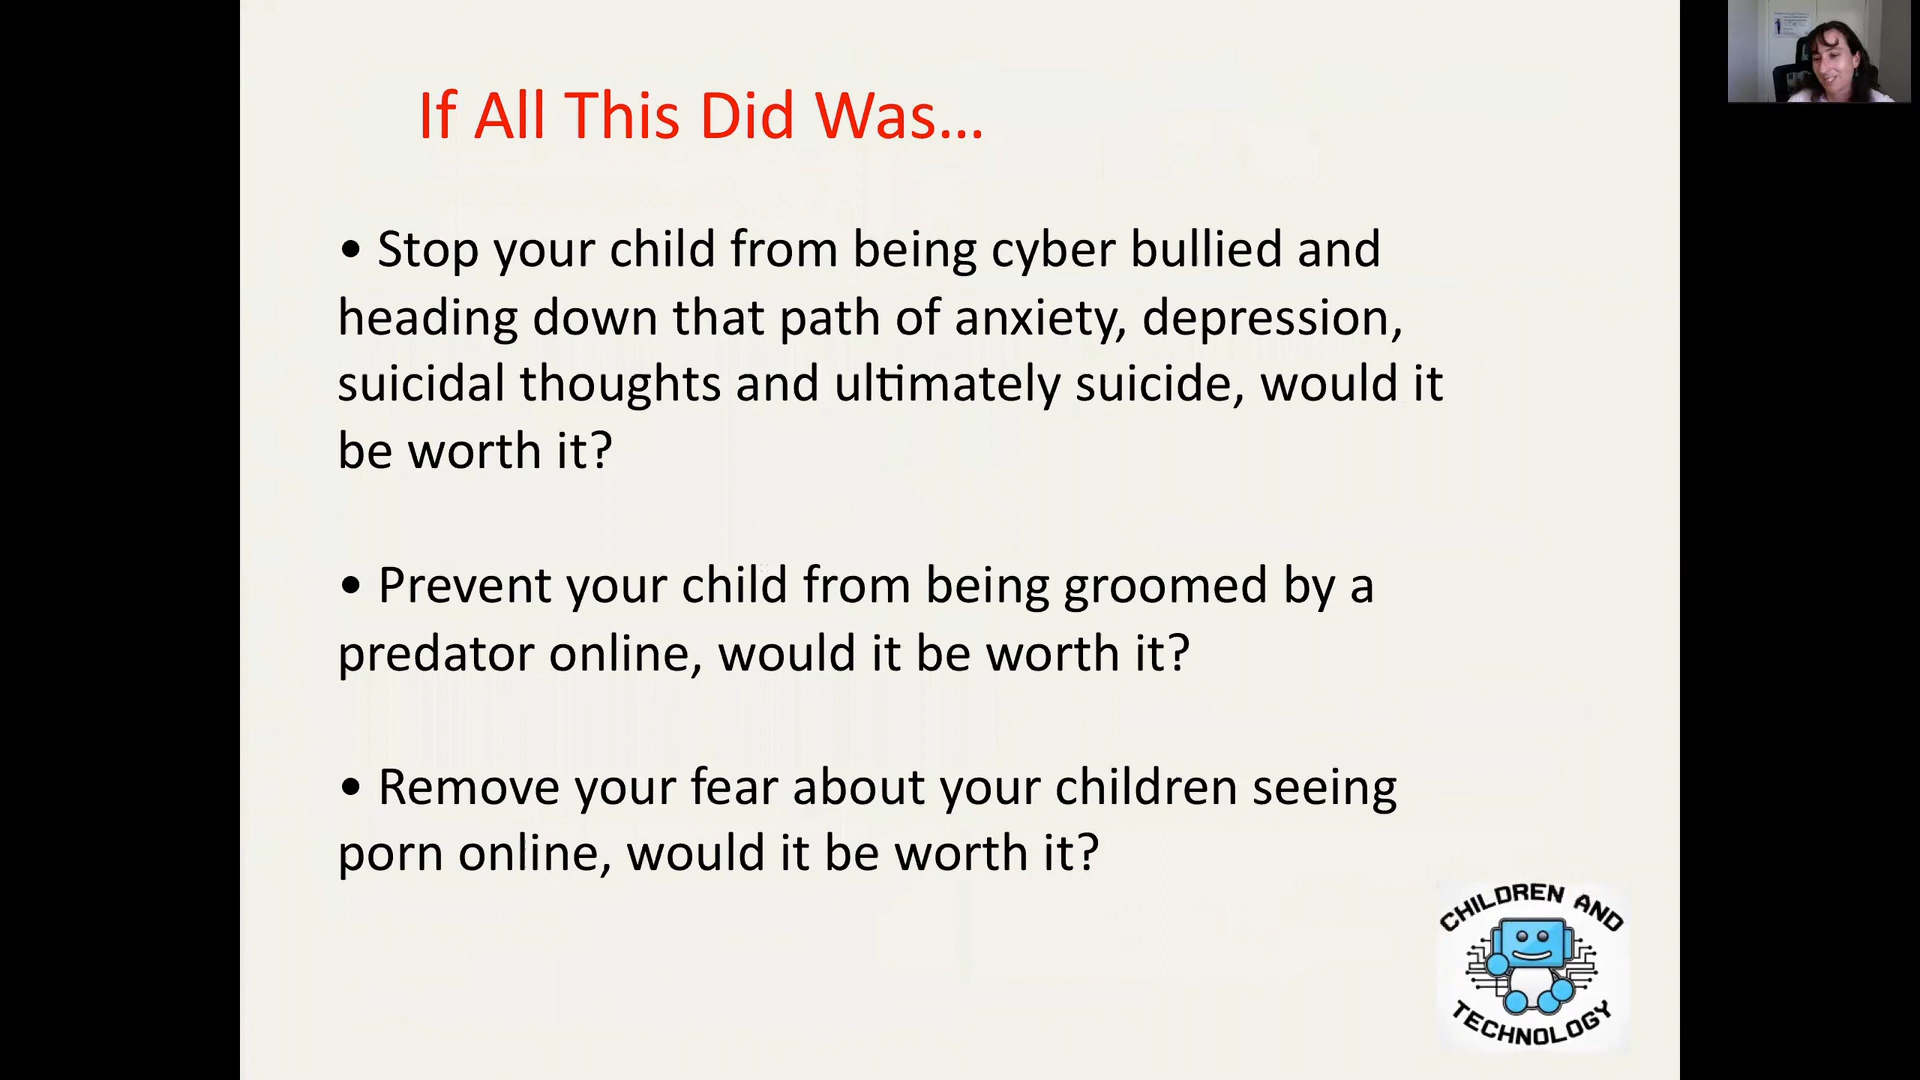 If All This Did Was...
• Stop your child from being cyber bullied and
heading down that path of anxiety, depression,
suicidal thoughts and ultimately suicide, would it
be worth it?
• Prevent your child from being groomed by a
predator online, would it be worth it?
• Remove your fear about your children seeing
porn online, would it be worth it?
CHILDREN AND
TECHNOLOGY